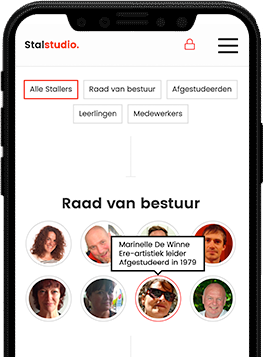 Stalstudio.
Alle Stallers
Raad van bestuur
Afgestudeerden
Leerlingen
Medewerkers
Raad van bestuur
Marinelle De Winne
Ere-artistiek leider
Afgestudeerd in 1979